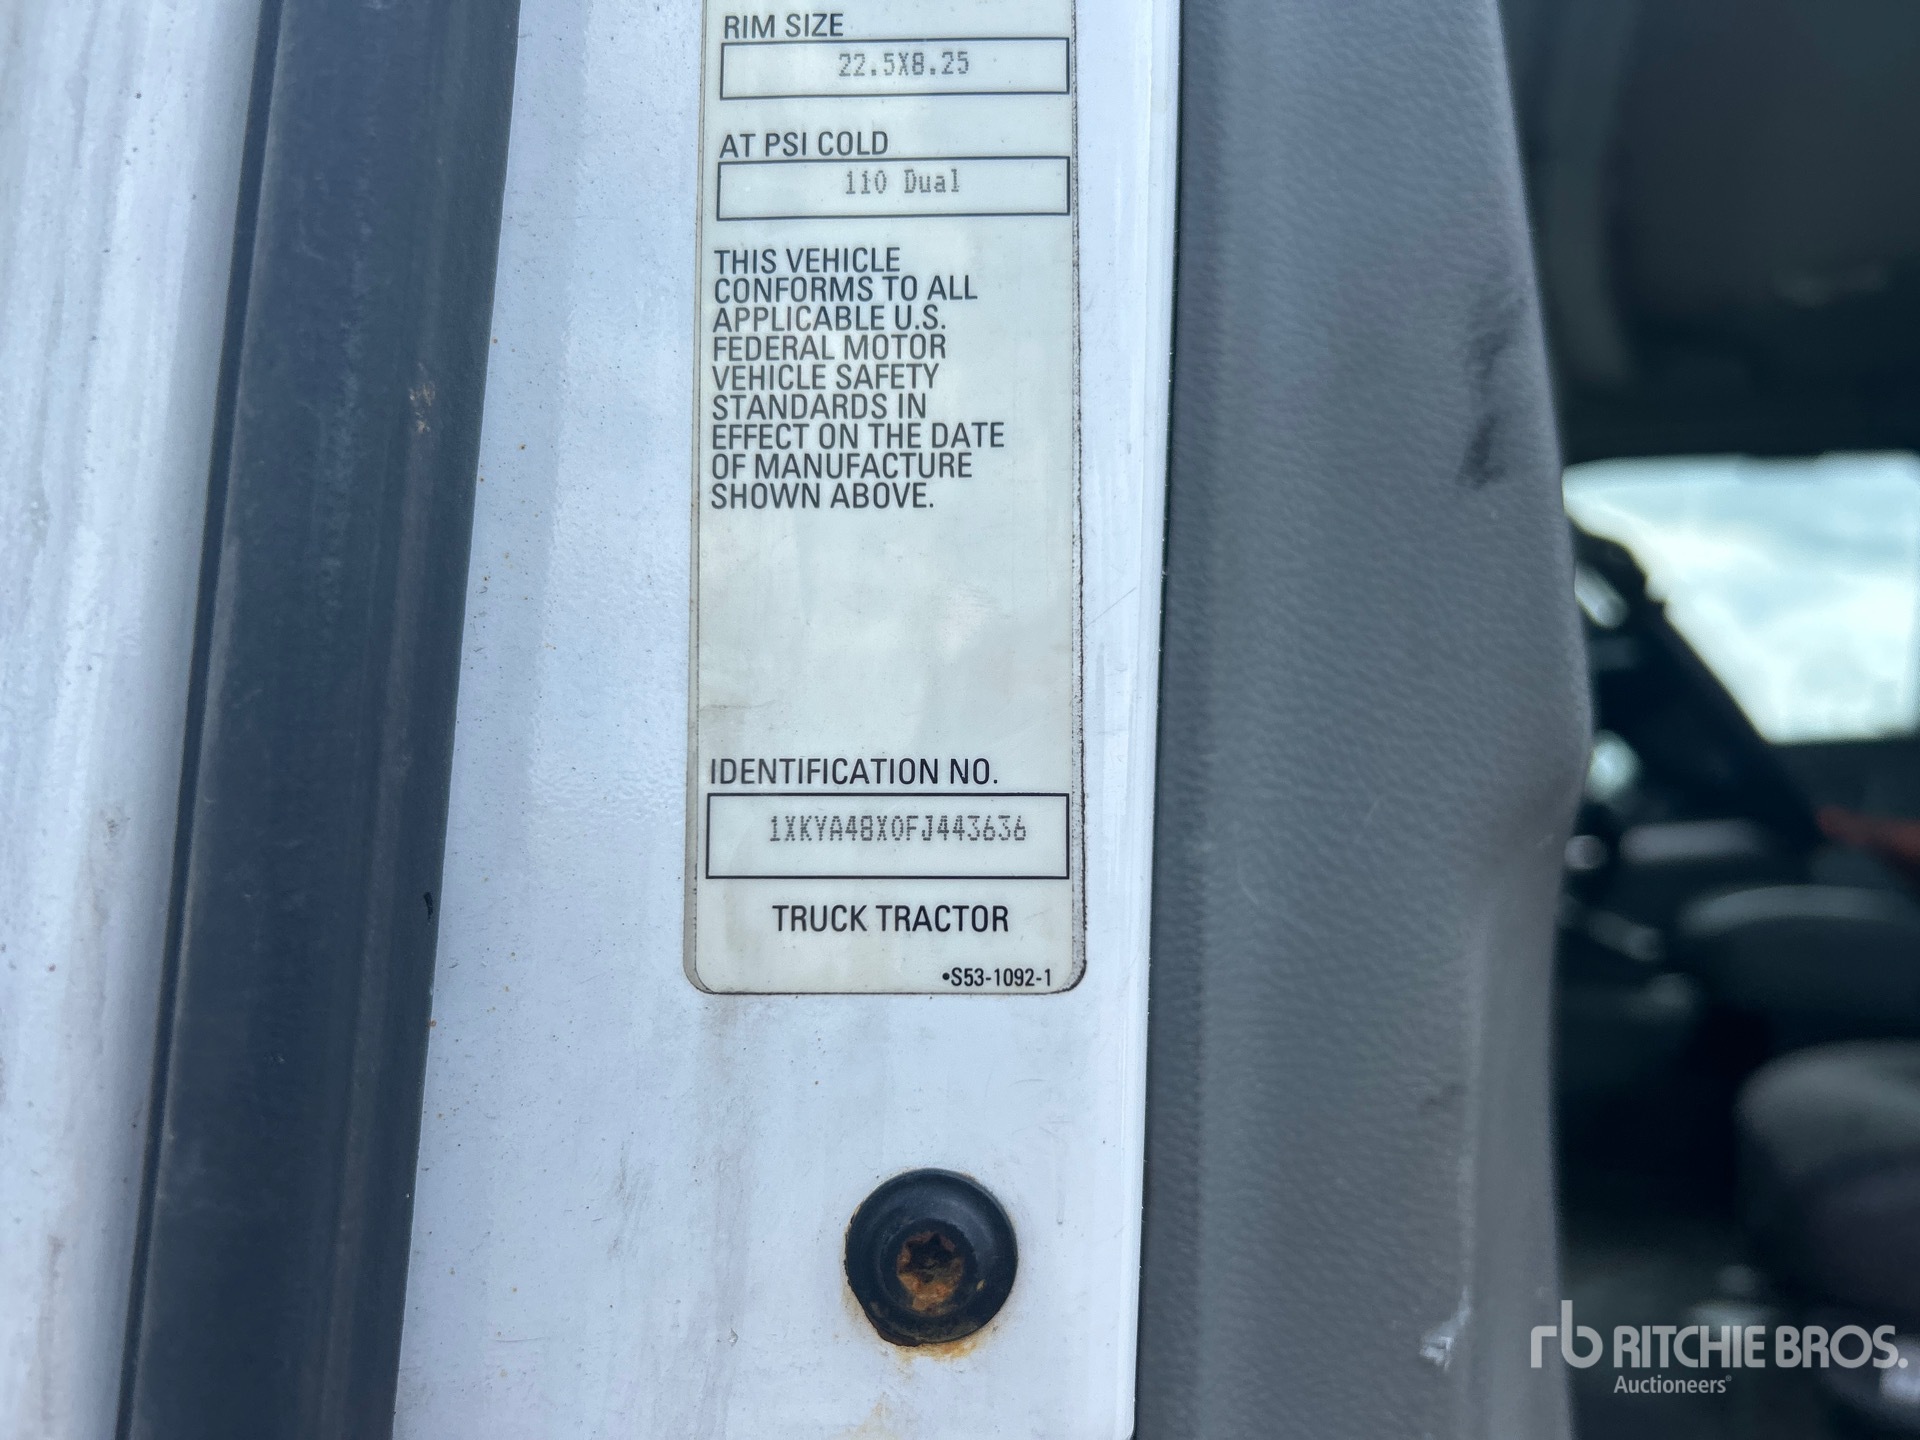 RIM SIZE
22.5X8.25
AT PSI COLD
110 Dual
THIS VEHICLE
CONFORMS TO ALL
APPLICABLE U.S.
FEDERAL MOTOR
VEHICLE SAFETY
STANDARDS IN
EFFECT ON THE DATE
OF MANUFACTURE
SHOWN ABOVE.
IDENTIFICATION NO.
1XKYA48X0FJ443636
TRUCK TRACTOR
•S53-1092-1
rb RITCHIE BROS.
Auctioneers®